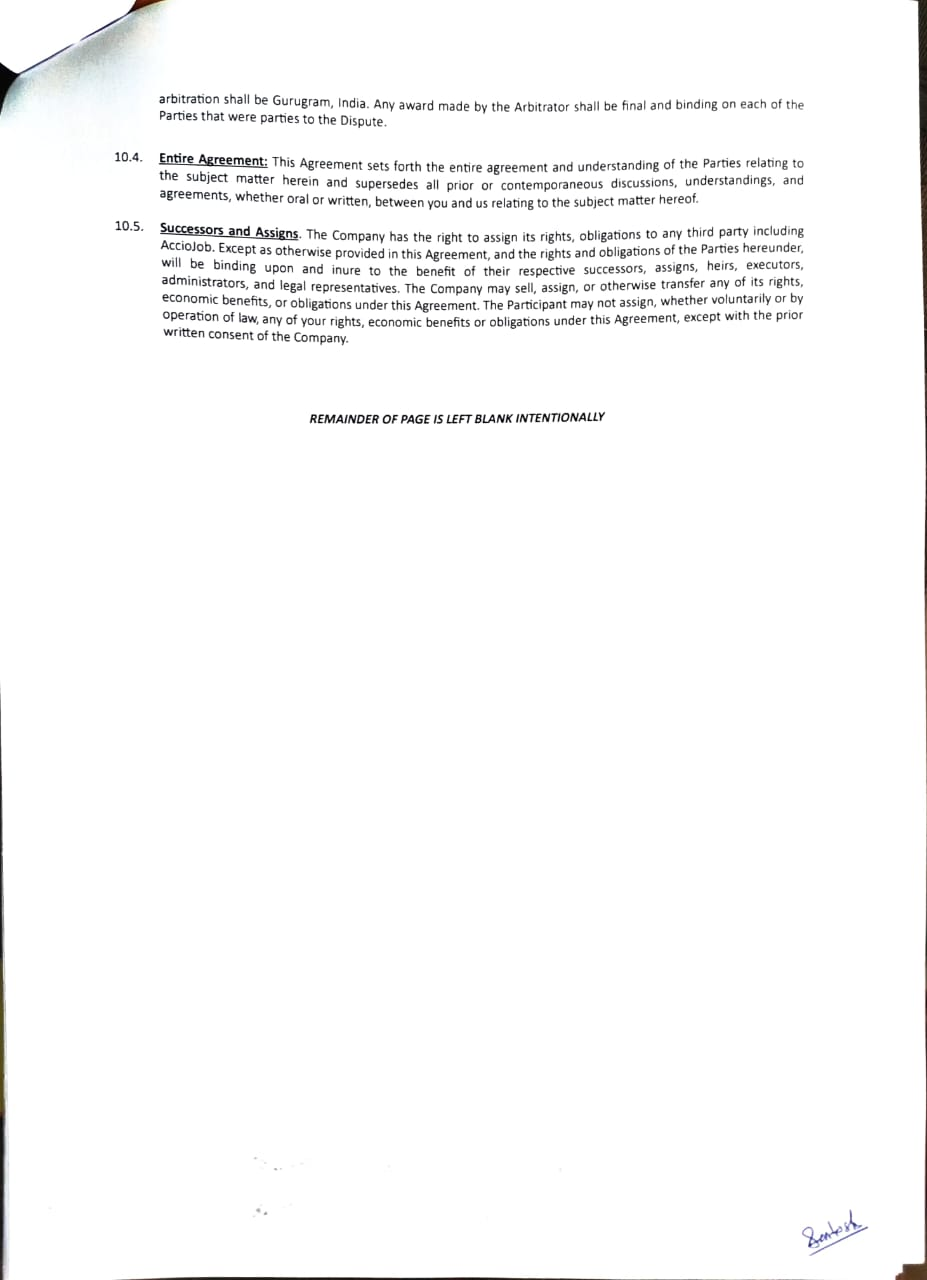 arbitration shall be Gurugram, India. Any award made by the Arbitrator shall be final and binding on each of the
Parties that were parties to the Dispute.
10.4. Entire Agreement: This Agreement sets forth the entire agreement and understanding of the Parties relating to
the subject matter herein and supersedes all prior or contemporaneous discussions, understandings, and
agreements, whether oral or written, between you and us relating to the subject matter hereof.
10.5. Successors and Assigns. The Company has the right to assign its rights, obligations to any third party including
AccioJob. Except as otherwise provided in this Agreement, and the rights and obligations of the Parties hereunder,
will be binding upon and inure to the benefit of their respective successors, assigns, heirs, executors,
administrators, and legal representatives. The Company may sell, assign, or otherwise transfer any of its rights,
economic benefits, or obligations under this Agreement. The Participant may not assign, whether voluntarily or by
operation of law, any of your rights, economic benefits or obligations under this Agreement, except with the prior
written consent of the Company.
REMAINDER OF PAGE IS LEFT BLANK INTENTIONALLY
Santosh